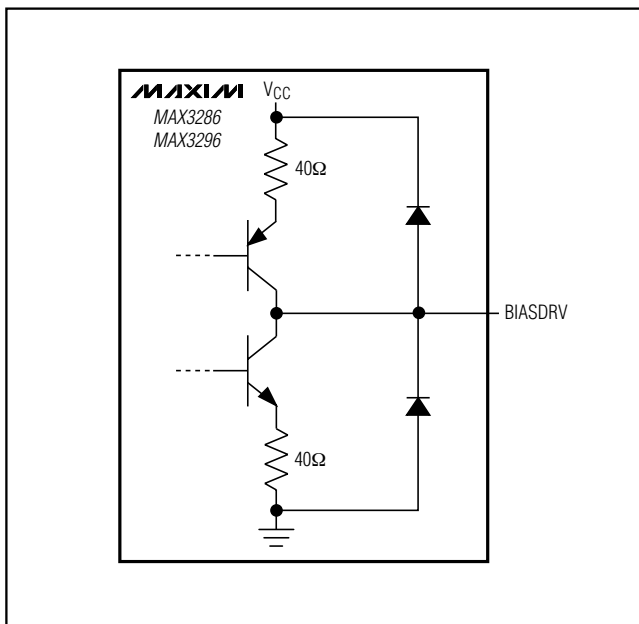 MAXIM
MAX3286
MAX3296
VCC
40Ω
BIASDRV
40Ω